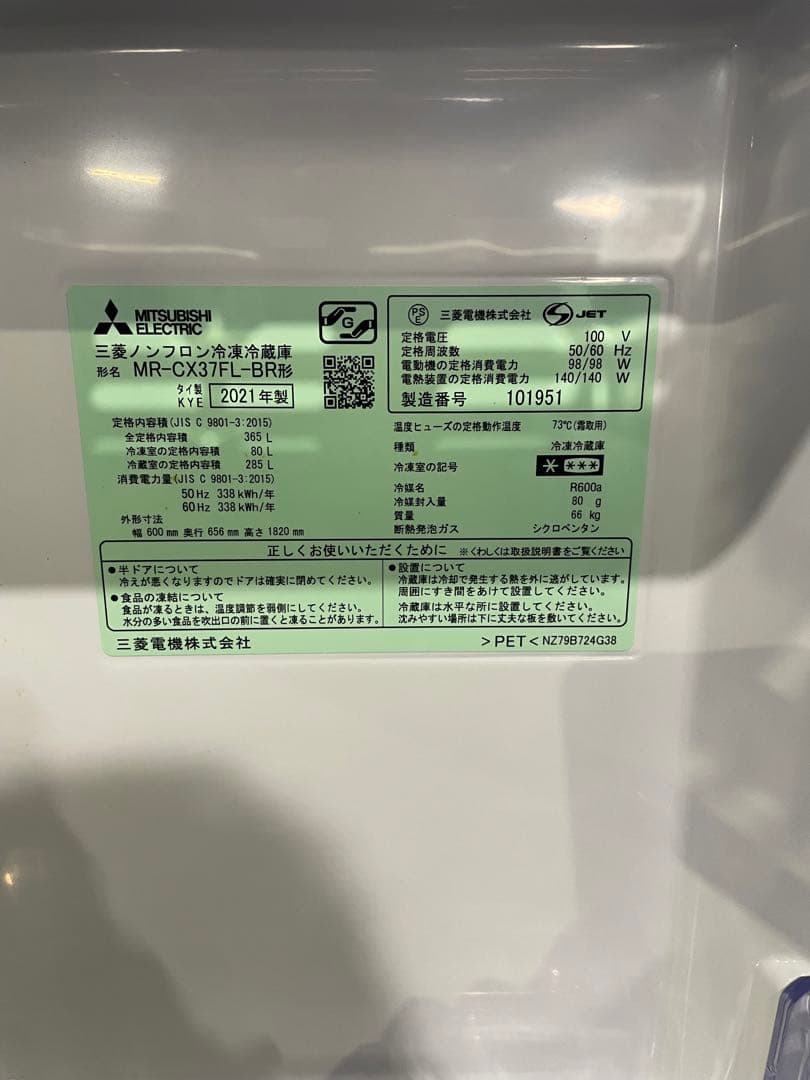 MITSUBISHI
ELECTRIC
G
三菱ノンフロン冷凍冷蔵庫
形名 MR-CX37FL-BR形
タイ製
KYE 2021年製
PS
E 三菱電機株式会社 S JET
定格電圧 100 V
定格周波数 50/60 Hz
電動機の定格消費電力 98/98 W
電熱装置の定格消費電力 140/140 W
製造番号 101951
定格内容積(JIS C 9801-3:2015)
全定格内容積 365 L
冷凍室の定格内容積 80 L
冷蔵室の定格内容積 285 L
消費電力量(JIS C 9801-3:2015)
50Hz 338kWh/年
60Hz 338kWh/年
外形寸法
幅 600mm 奥行 656mm 高さ 1820mm
温度ヒューズの定格動作温度 73℃(霜取用)
種類 冷凍冷蔵庫
冷凍室の記号 * ***
冷媒名 R600a
冷媒封入量 80 g
質量 66 kg
断熱発泡ガス シクロペンタン
正しくお使いいただくために ※くわしくは取扱説明書をご覧ください
●半ドアについて
冷えが悪くなりますのでドアは確実に閉めてください。
●食品の凍結について
食品が凍るときは、温度調節を弱側にしてください。
水分の多い食品を吹出口の前に置くと凍ることがあります。
●設置について
冷蔵庫は冷却で発生する熱を外に逃がしています。
周囲にすき間をあけて設置してください。
冷蔵庫は水平な所に設置してください。
沈みやすい場所は下に丈夫な板を敷いてください。
三菱電機株式会社
>PET< NZ79B724G38